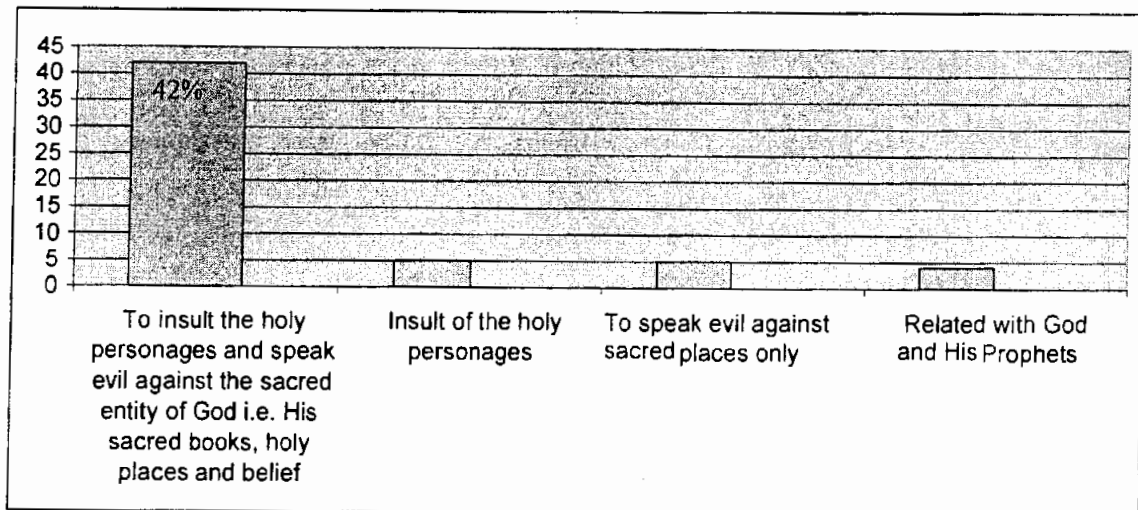 45
40
35
30
25
20
15
10
5
0
42%
To insult the holy
personages and speak
evil against the sacred
entity of God i.e. His
sacred books, holy
places and belief
Insult of the holy
personages
To speak evil against
sacred places only
Related with God
and His Prophets